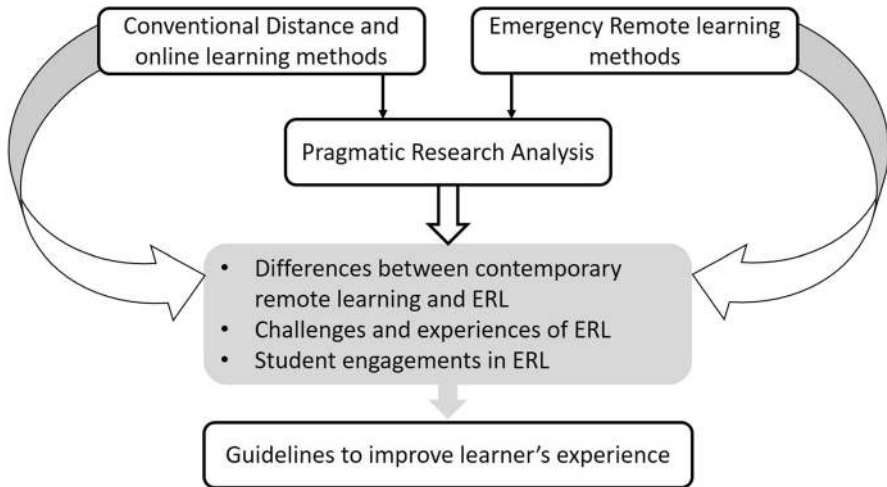 Conventional Distance and
online learning methods
Emergency Remote learning
methods
Pragmatic Research Analysis
• Differences between contemporary
remote learning and ERL
• Challenges and experiences of ERL
• Student engagements in ERL
Guidelines to improve learner's experience